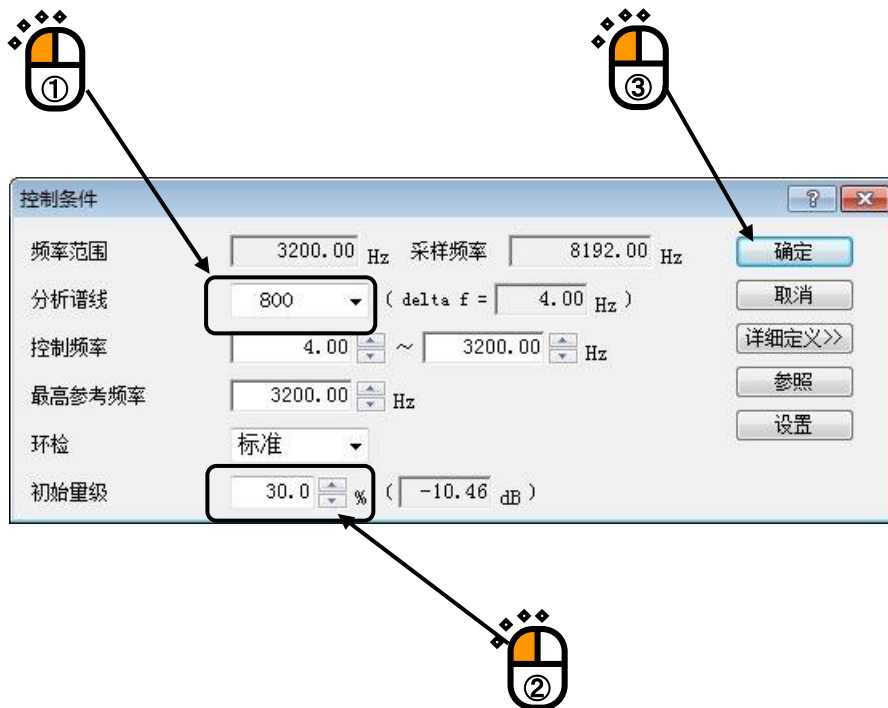 ① ③
控制条件
频率范围 3200.00 Hz 采样频率 8192.00 Hz 确定
分析谱线 800 ( delta f = 4.00 Hz ) 取消
控制频率 4.00 ~ 3200.00 Hz 详细定义>>
最高参考频率 3200.00 Hz 参照
环检 标准 设置
初始量级 30.0 % ( -10.46 dB )
②